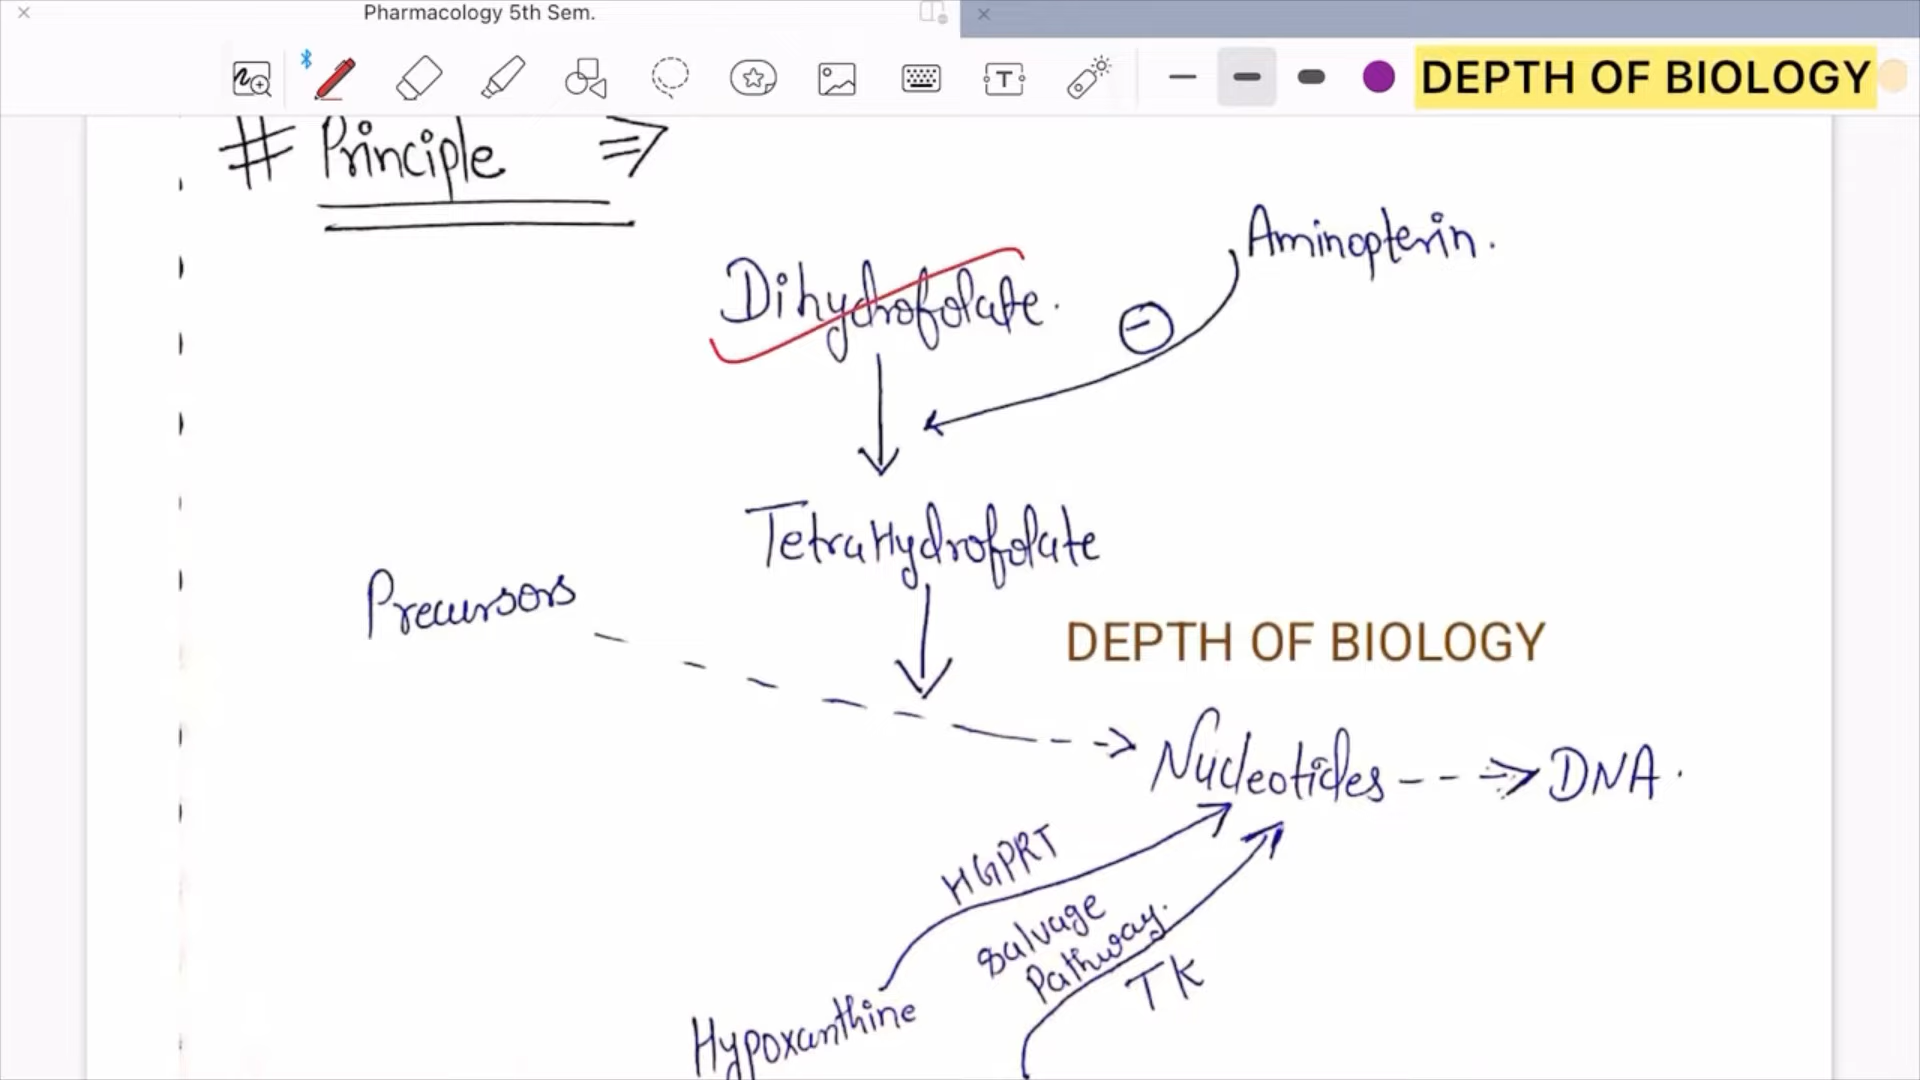 Pharmacology 5th Sem.
T
DEPTH OF BIOLOGY
# Principle ⇒
Aminopterin.
Dihydrofolate.
TetraHydrofolate
Precursors
DEPTH OF BIOLOGY
Nucleotides DNA.
HGPRT
Salvage
Pathway.
TK
Hypoxanthine